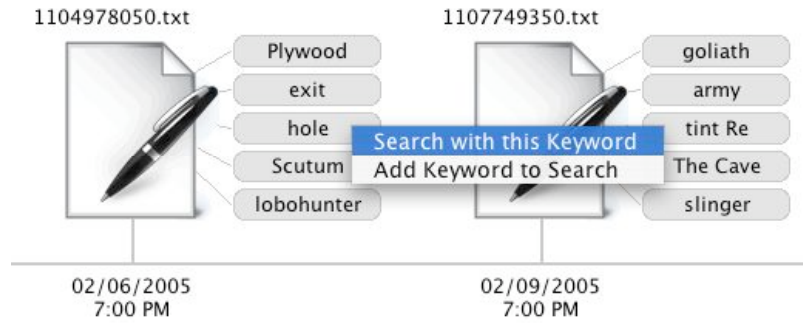 1104978050.txt
Plywood
exit
hole
Scutum
lobohunter
02/06/2005
7:00 PM
1107749350.txt
goliath
army
tint Re
The Cave
slinger
02/09/2005
7:00 PM
Search with this Keyword
Add Keyword to Search